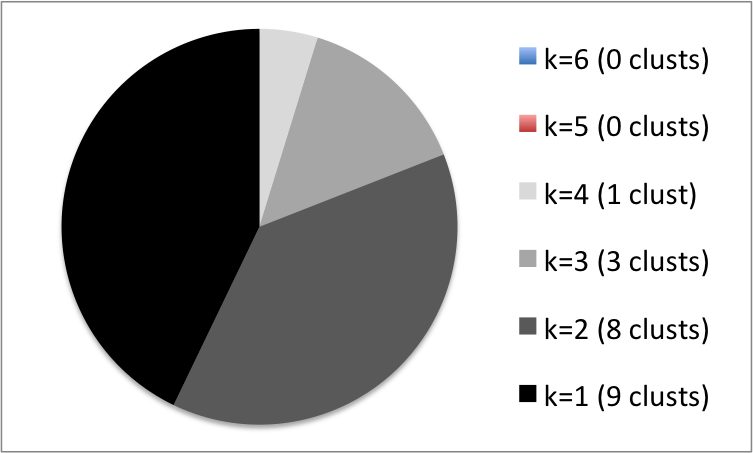 k=6 (0 clusts)
k=5 (0 clusts)
k=4 (1 clust)
k=3 (3 clusts)
k=2 (8 clusts)
k=1 (9 clusts)